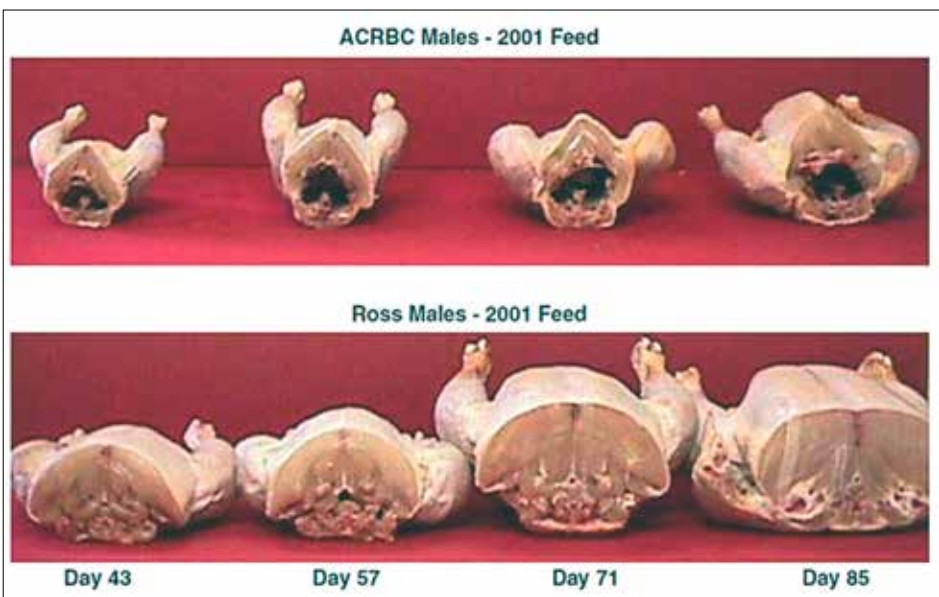 ACRBC Males - 2001 Feed
Ross Males - 2001 Feed
Day 43 Day 57 Day 71 Day 85